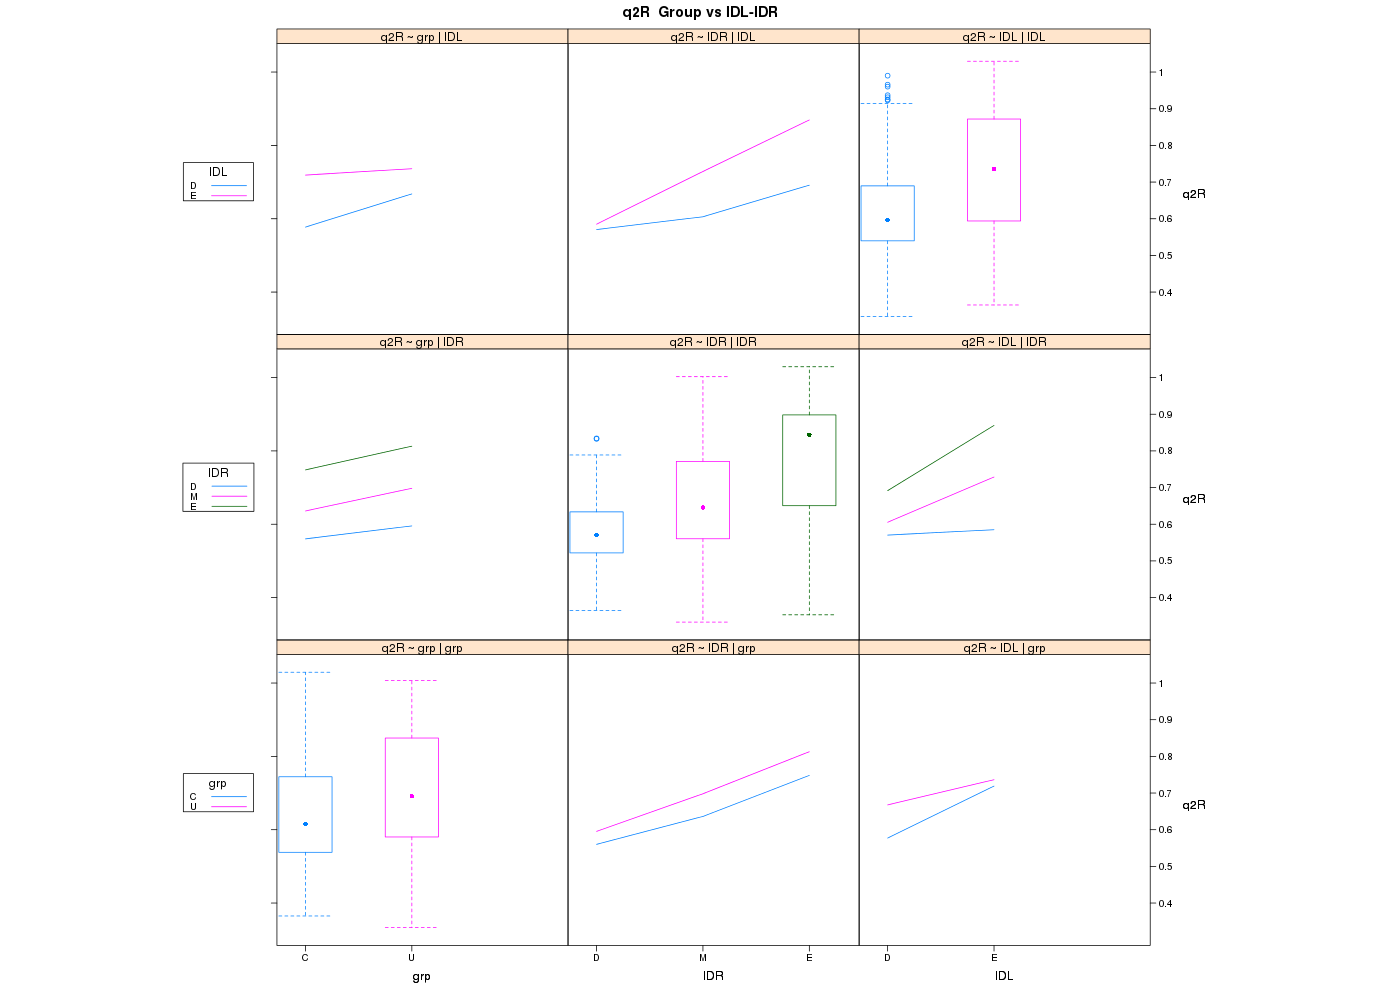 q2R  Group vs IDL-IDR
q2R ~ grp | IDL
q2R ~ IDR | IDL
q2R ~ IDL | IDL
IDL
D
E
1
0.9
0.8
0.7
0.6
0.5
0.4
q2R
q2R ~ grp | IDR
q2R ~ IDR | IDR
q2R ~ IDL | IDR
IDR
D
M
E
1
0.9
0.8
0.7
0.6
0.5
0.4
q2R
q2R ~ grp | grp
q2R ~ IDR | grp
q2R ~ IDL | grp
grp
C
U
1
0.9
0.8
0.7
0.6
0.5
0.4
q2R
C U D M E D E
grp IDR IDL